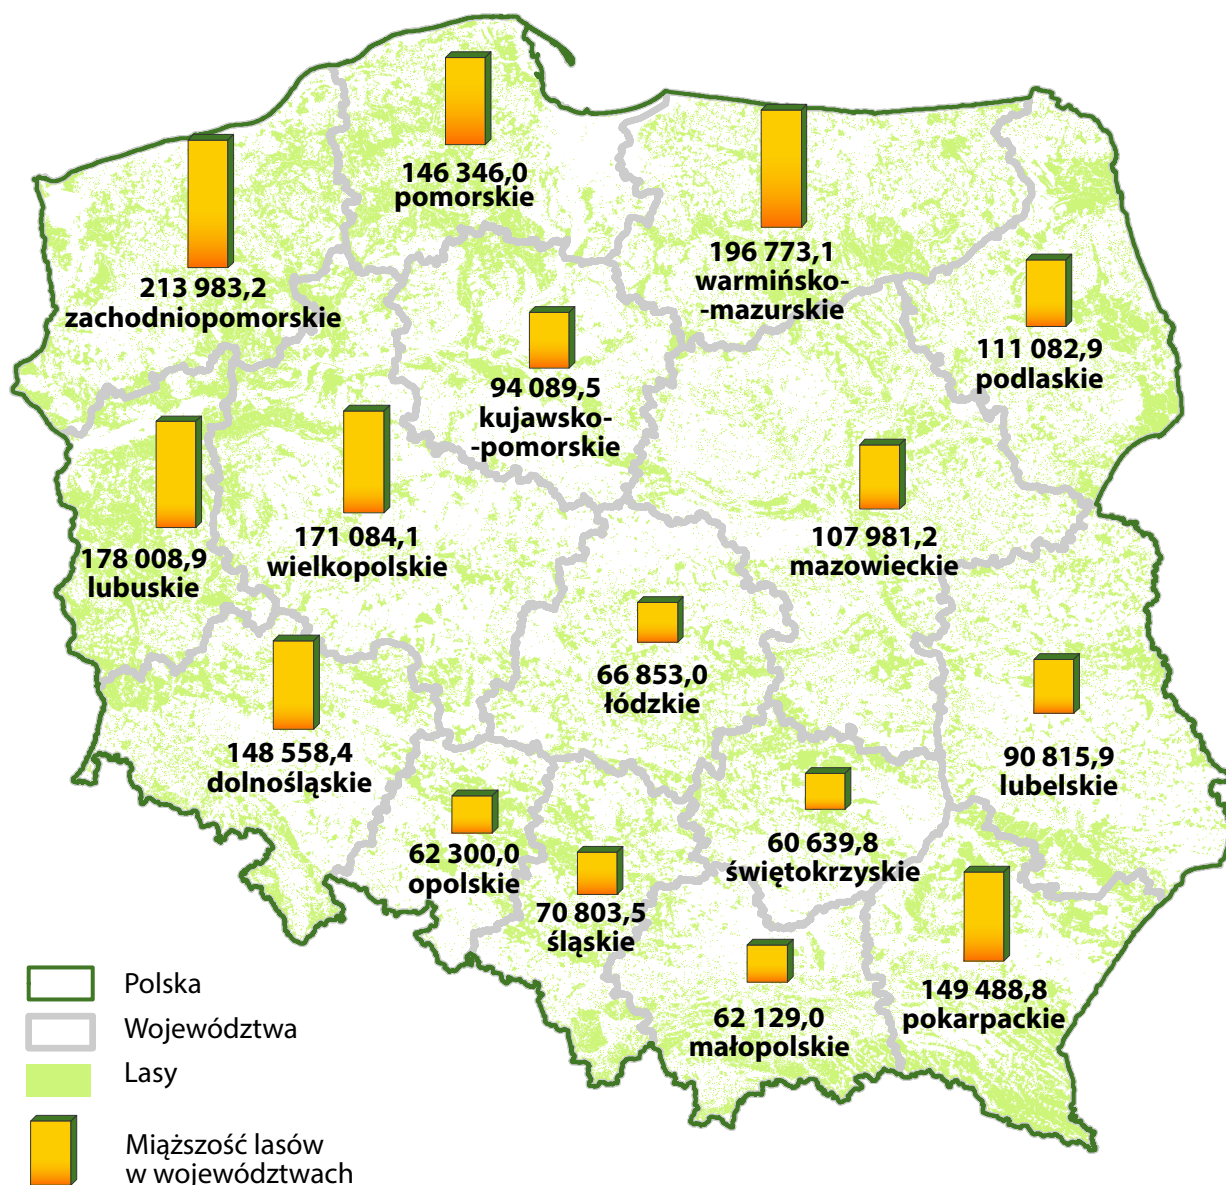 146 346,0
pomorskie
196 773,1
warmińsko-
-mazurskie
213 983,2
zachodniopomorskie
111 082,9
podlaskie
94 089,5
kujawsko-
-pomorskie
178 008,9
lubuskie
171 084,1
wielkopolskie
107 981,2
mazowieckie
66 853,0
łódzkie
148 558,4
dolnośląskie
90 815,9
lubelskie
62 300,0
opolskie
60 639,8
świętokrzyskie
70 803,5
śląskie
149 488,8
pokarpackie
62 129,0
małopolskie
Polska
Województwa
Lasy
Miąższość lasów
w województwach